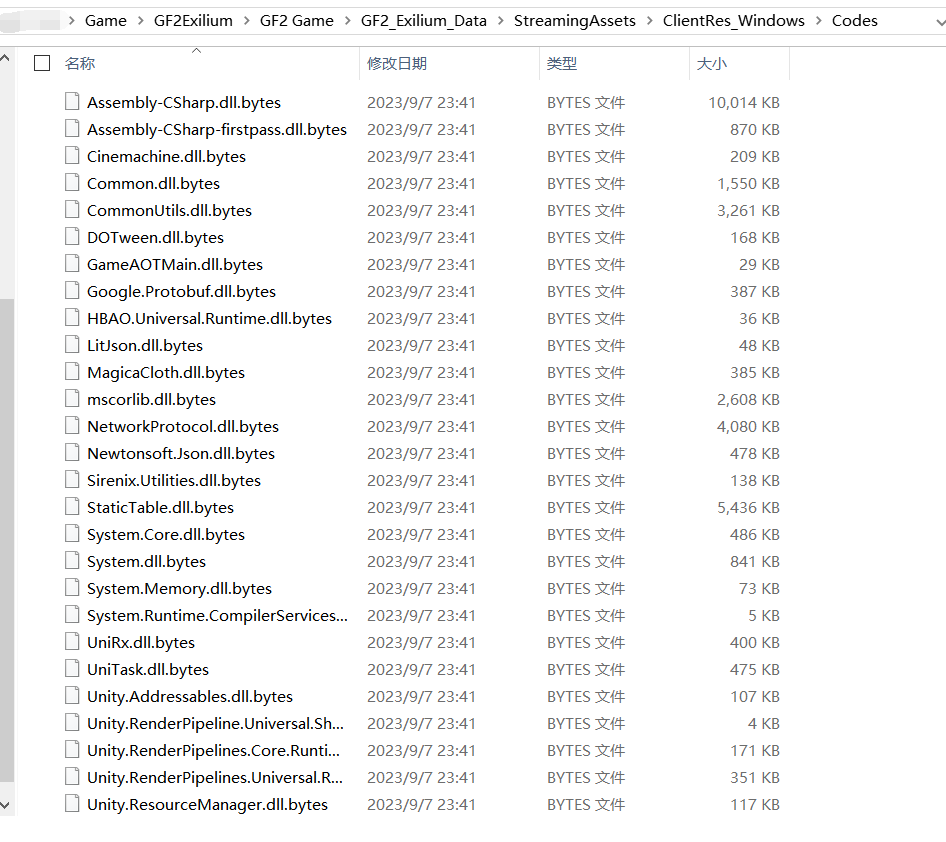 Game > GF2Exilium > GF2 Game > GF2_Exilium_Data > StreamingAssets > ClientRes_Windows > Codes
名称 修改日期 类型 大小
Assembly-CSharp.dll.bytes 2023/9/7 23:41 BYTES 文件 10,014 KB
Assembly-CSharp-firstpass.dll.bytes 2023/9/7 23:41 BYTES 文件 870 KB
Cinemachine.dll.bytes 2023/9/7 23:41 BYTES 文件 209 KB
Common.dll.bytes 2023/9/7 23:41 BYTES 文件 1,550 KB
CommonUtils.dll.bytes 2023/9/7 23:41 BYTES 文件 3,261 KB
DOTween.dll.bytes 2023/9/7 23:41 BYTES 文件 168 KB
GameAOTMain.dll.bytes 2023/9/7 23:41 BYTES 文件 29 KB
Google.Protobuf.dll.bytes 2023/9/7 23:41 BYTES 文件 387 KB
HBAO.Universal.Runtime.dll.bytes 2023/9/7 23:41 BYTES 文件 36 KB
LitJson.dll.bytes 2023/9/7 23:41 BYTES 文件 48 KB
MagicaCloth.dll.bytes 2023/9/7 23:41 BYTES 文件 385 KB
mscorlib.dll.bytes 2023/9/7 23:41 BYTES 文件 2,608 KB
NetworkProtocol.dll.bytes 2023/9/7 23:41 BYTES 文件 4,080 KB
Newtonsoft.Json.dll.bytes 2023/9/7 23:41 BYTES 文件 478 KB
Sirenix.Utilities.dll.bytes 2023/9/7 23:41 BYTES 文件 138 KB
StaticTable.dll.bytes 2023/9/7 23:41 BYTES 文件 5,436 KB
System.Core.dll.bytes 2023/9/7 23:41 BYTES 文件 486 KB
System.dll.bytes 2023/9/7 23:41 BYTES 文件 841 KB
System.Memory.dll.bytes 2023/9/7 23:41 BYTES 文件 73 KB
System.Runtime.CompilerServices... 2023/9/7 23:41 BYTES 文件 5 KB
UniRx.dll.bytes 2023/9/7 23:41 BYTES 文件 400 KB
UniTask.dll.bytes 2023/9/7 23:41 BYTES 文件 475 KB
Unity.Addressables.dll.bytes 2023/9/7 23:41 BYTES 文件 107 KB
Unity.RenderPipeline.Universal.Sh... 2023/9/7 23:41 BYTES 文件 4 KB
Unity.RenderPipelines.Core.Runti... 2023/9/7 23:41 BYTES 文件 171 KB
Unity.RenderPipelines.Universal.R... 2023/9/7 23:41 BYTES 文件 351 KB
Unity.ResourceManager.dll.bytes 2023/9/7 23:41 BYTES 文件 117 KB